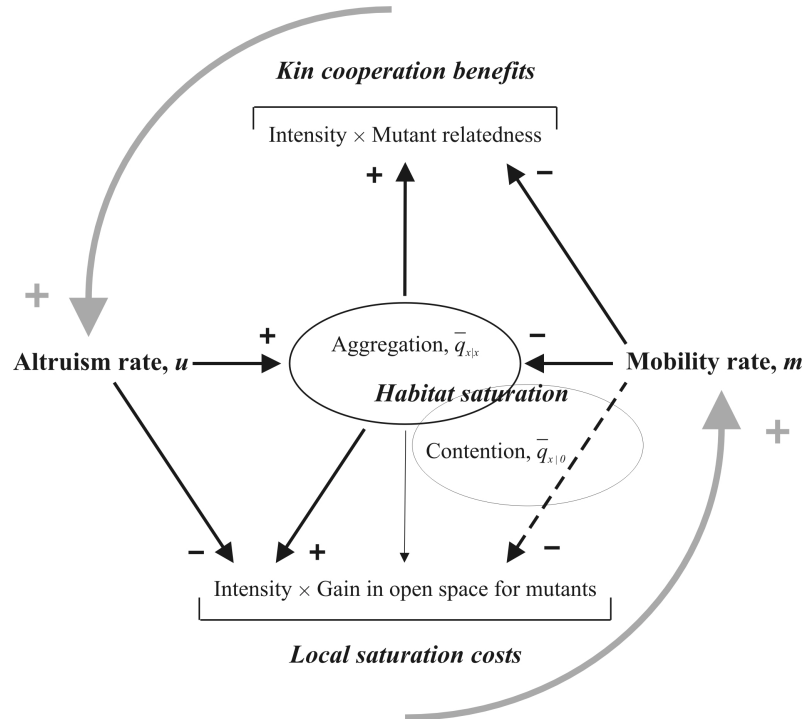 Kin cooperation benefits
Intensity × Mutant relatedness
+ −
+
+ −
Aggregation, q̅x|x
Altruism rate, u
Mobility rate, m
Habitat saturation
+
Contention, q̅x|0
− + −
Intensity × Gain in open space for mutants
Local saturation costs